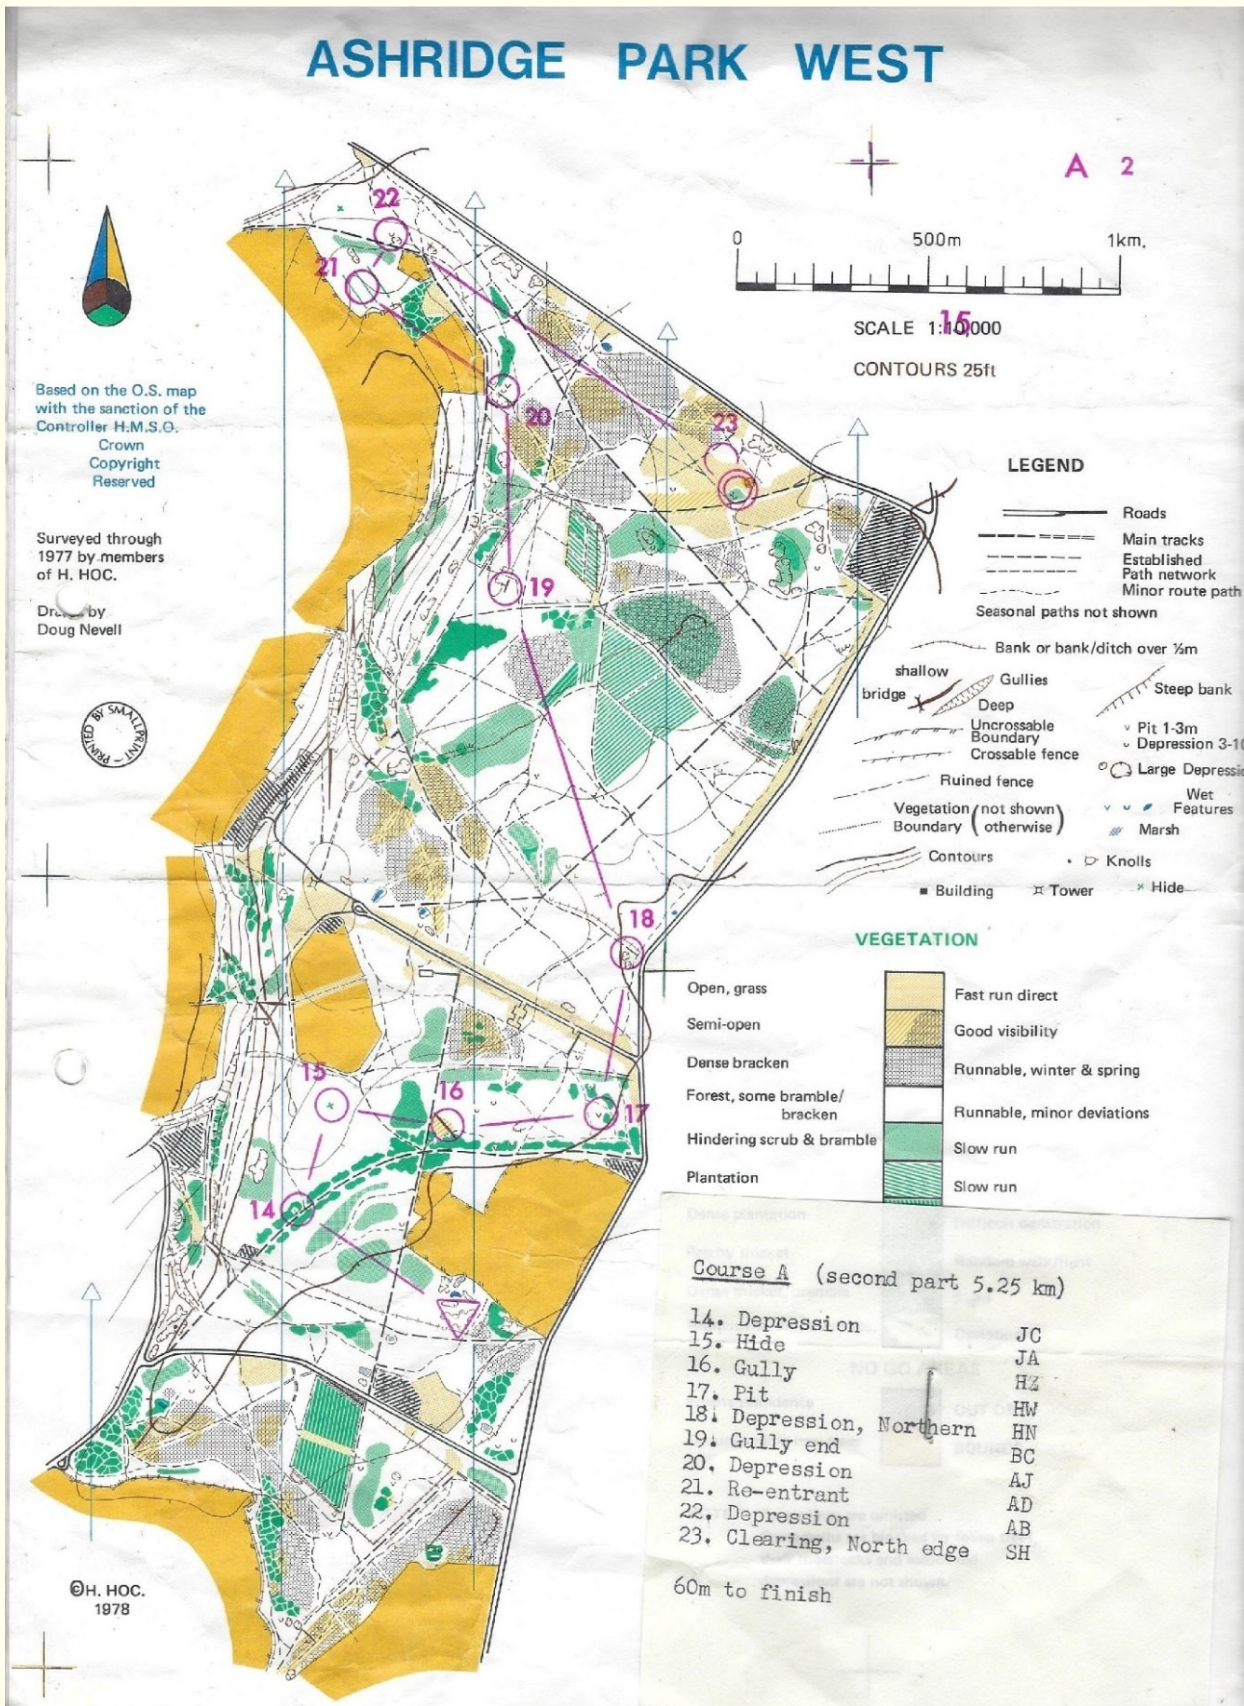 ASHRIDGE PARK WEST
A 2
0 500m 1km.
SCALE 1:10,000
15
CONTOURS 25ft
Based on the O.S. map
with the sanction of the
Controller H.M.S.O.
Crown
Copyright
Reserved
Surveyed through
1977 by members
of H. HOC.
by
Doug Nevell
PRINTED BY SMALLPRINT
22
21
20
23
19
18
15
16
17
14
LEGEND
Roads
Main tracks
Established
Path network
Minor route path
Seasonal paths not shown
Bank or bank/ditch over ½m
shallow
Gullies
bridge
Deep
Steep bank
Uncrossable
Boundary
Pit 1-3m
Crossable fence
Depression 3-10
Ruined fence
Large Depressio
Vegetation (not shown
Boundary otherwise)
Wet
Features
Marsh
Contours
Knolls
Building
Tower
Hide
VEGETATION
Open, grass Fast run direct
Semi-open Good visibility
Dense bracken Runnable, winter & spring
Forest, some bramble/
bracken Runnable, minor deviations
Hindering scrub & bramble Slow run
Plantation Slow run
Course A (second part 5.25 km)
14. Depression JC
15. Hide JA
16. Gully HZ
17. Pit HW
18. Depression, Northern HN
19. Gully end BC
20. Depression AJ
21. Re-entrant AD
22. Depression AB
23. Clearing, North edge SH
60m to finish
©H. HOC.
1978